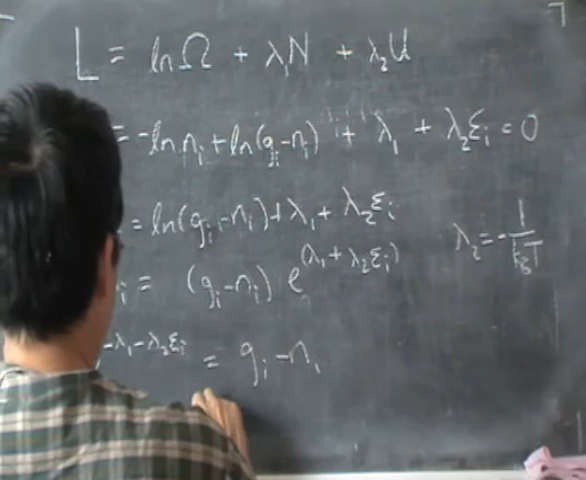 L = lnΩ + λ₁N + λ₂U
= -ln nᵢ + ln(gᵢ-nᵢ) + λ₁ + λ₂εᵢ = 0
= ln(gᵢ-nᵢ) + λ₁ + λ₂εᵢ
λ₂ = -1/(k_BT)
ᵢ = (gᵢ-nᵢ) e^(λ₁ + λ₂εᵢ)
-λ₁-λ₂εᵢ = gᵢ-nᵢ